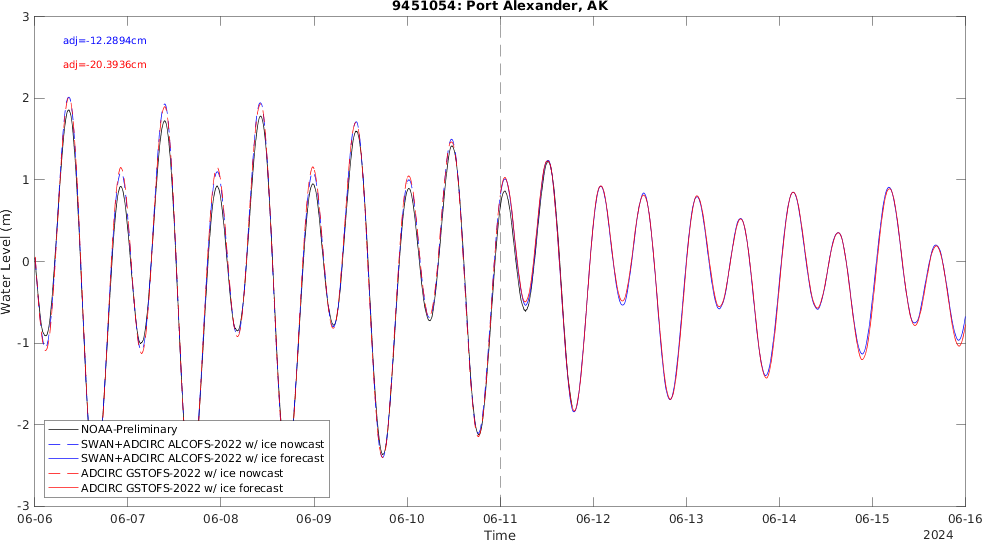 9451054: Port Alexander, AK
adj=-12.2894cm
adj=-20.3936cm
3
2
1
0
-1
-2
-3
Water Level (m)
NOAA-Preliminary
SWAN+ADCIRC ALCOFS-2022 w/ ice nowcast
SWAN+ADCIRC ALCOFS-2022 w/ ice forecast
ADCIRC GSTOFS-2022 w/ ice nowcast
ADCIRC GSTOFS-2022 w/ ice forecast
06-06 06-07 06-08 06-09 06-10 06-11 06-12 06-13 06-14 06-15 06-16
Time
2024